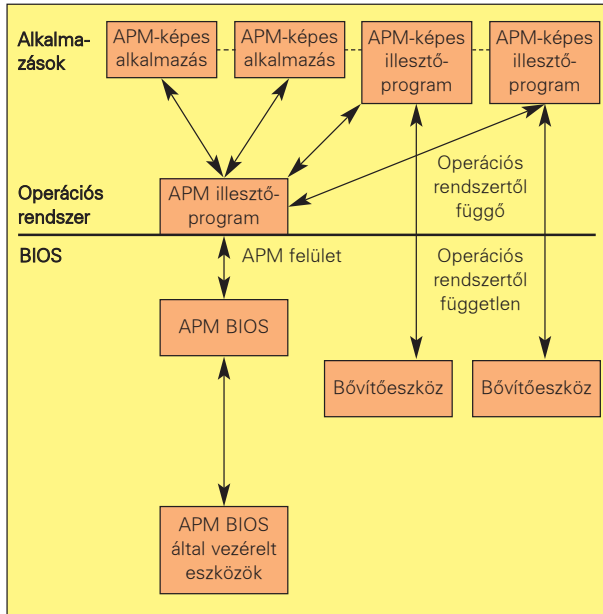 Alkalma-
zások
APM-képes
alkalmazás
APM-képes
alkalmazás
APM-képes
illesztő-
program
APM-képes
illesztő-
program
Operációs
rendszer
APM illesztő-
program
Operációs
rendszertől
függő
BIOS
APM felület
Operációs
rendszertől
független
APM BIOS
Bővítőeszköz
Bővítőeszköz
APM BIOS
által vezérelt
eszközök